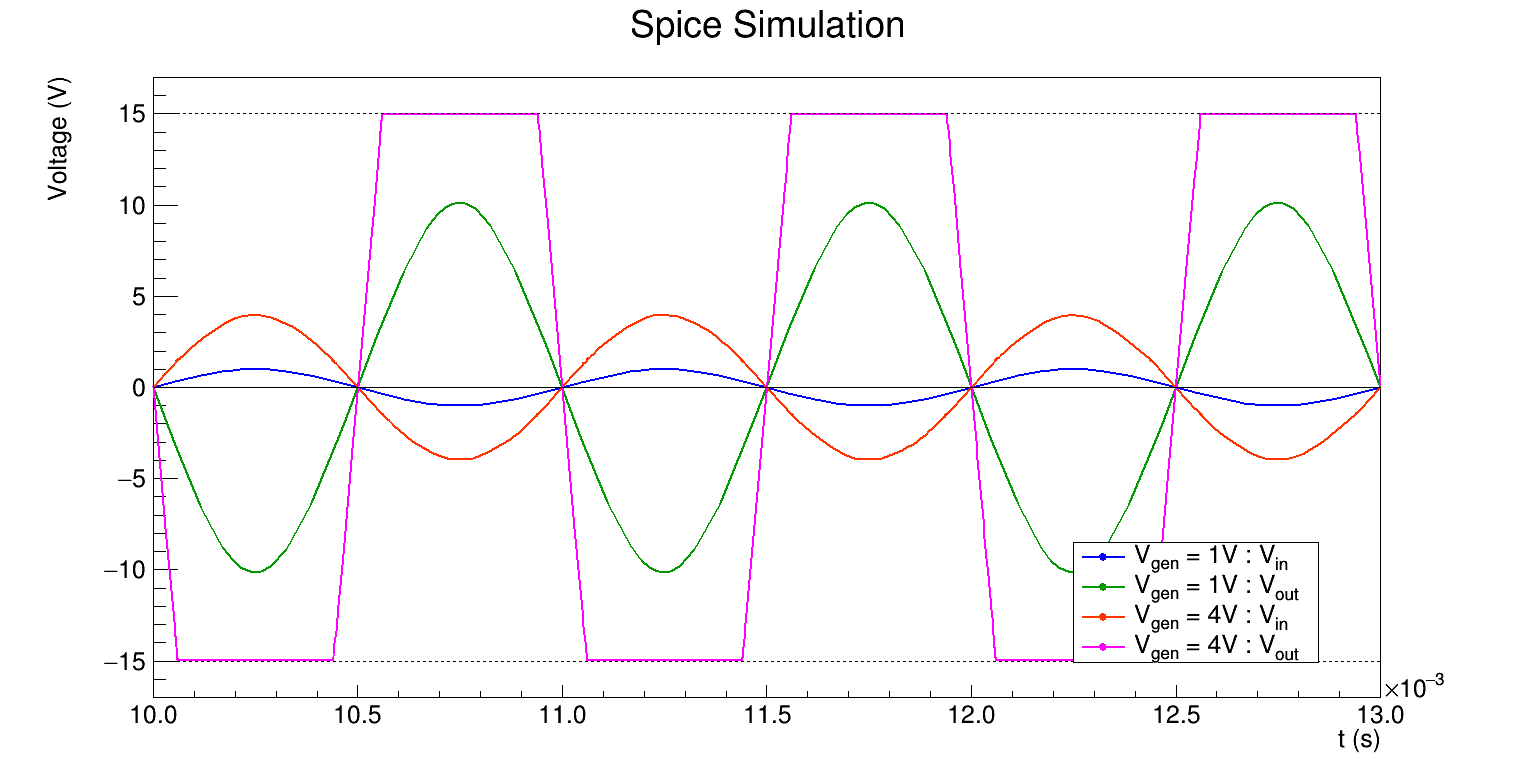 Spice Simulation
Voltage (V)
15
10
5
0
−5
−10
−15
V_gen = 1V : V_in
V_gen = 1V : V_out
V_gen = 4V : V_in
V_gen = 4V : V_out
×10⁻³
10.0 10.5 11.0 11.5 12.0 12.5 13.0
t (s)